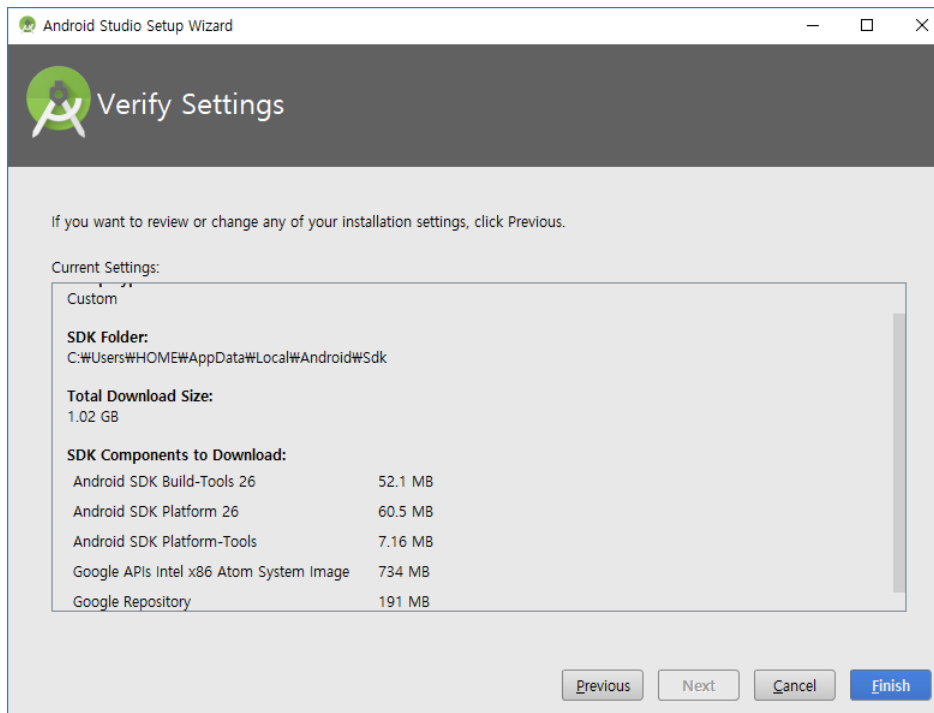 Android Studio Setup Wizard
Verify Settings
If you want to review or change any of your installation settings, click Previous.
Current Settings:
Custom
SDK Folder:
C:₩Users₩HOME₩AppData₩Local₩Android₩Sdk
Total Download Size:
1.02 GB
SDK Components to Download:
Android SDK Build-Tools 26 52.1 MB
Android SDK Platform 26 60.5 MB
Android SDK Platform-Tools 7.16 MB
Google APIs Intel x86 Atom System Image 734 MB
Google Repository 191 MB
Previous Next Cancel Finish